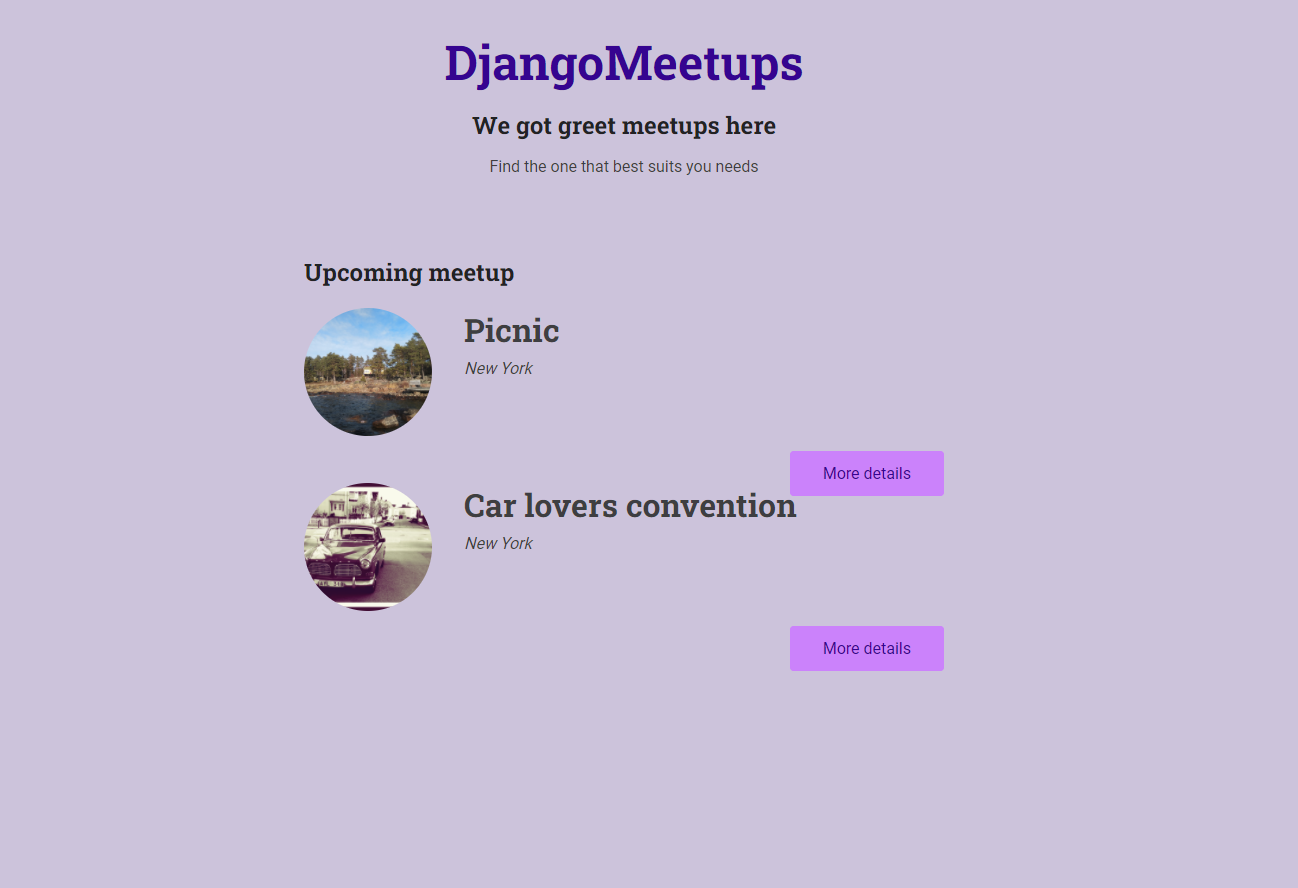 DjangoMeetups
We got greet meetups here
Find the one that best suits you needs
Upcoming meetup
Picnic
New York
More details
Car lovers convention
New York
More details